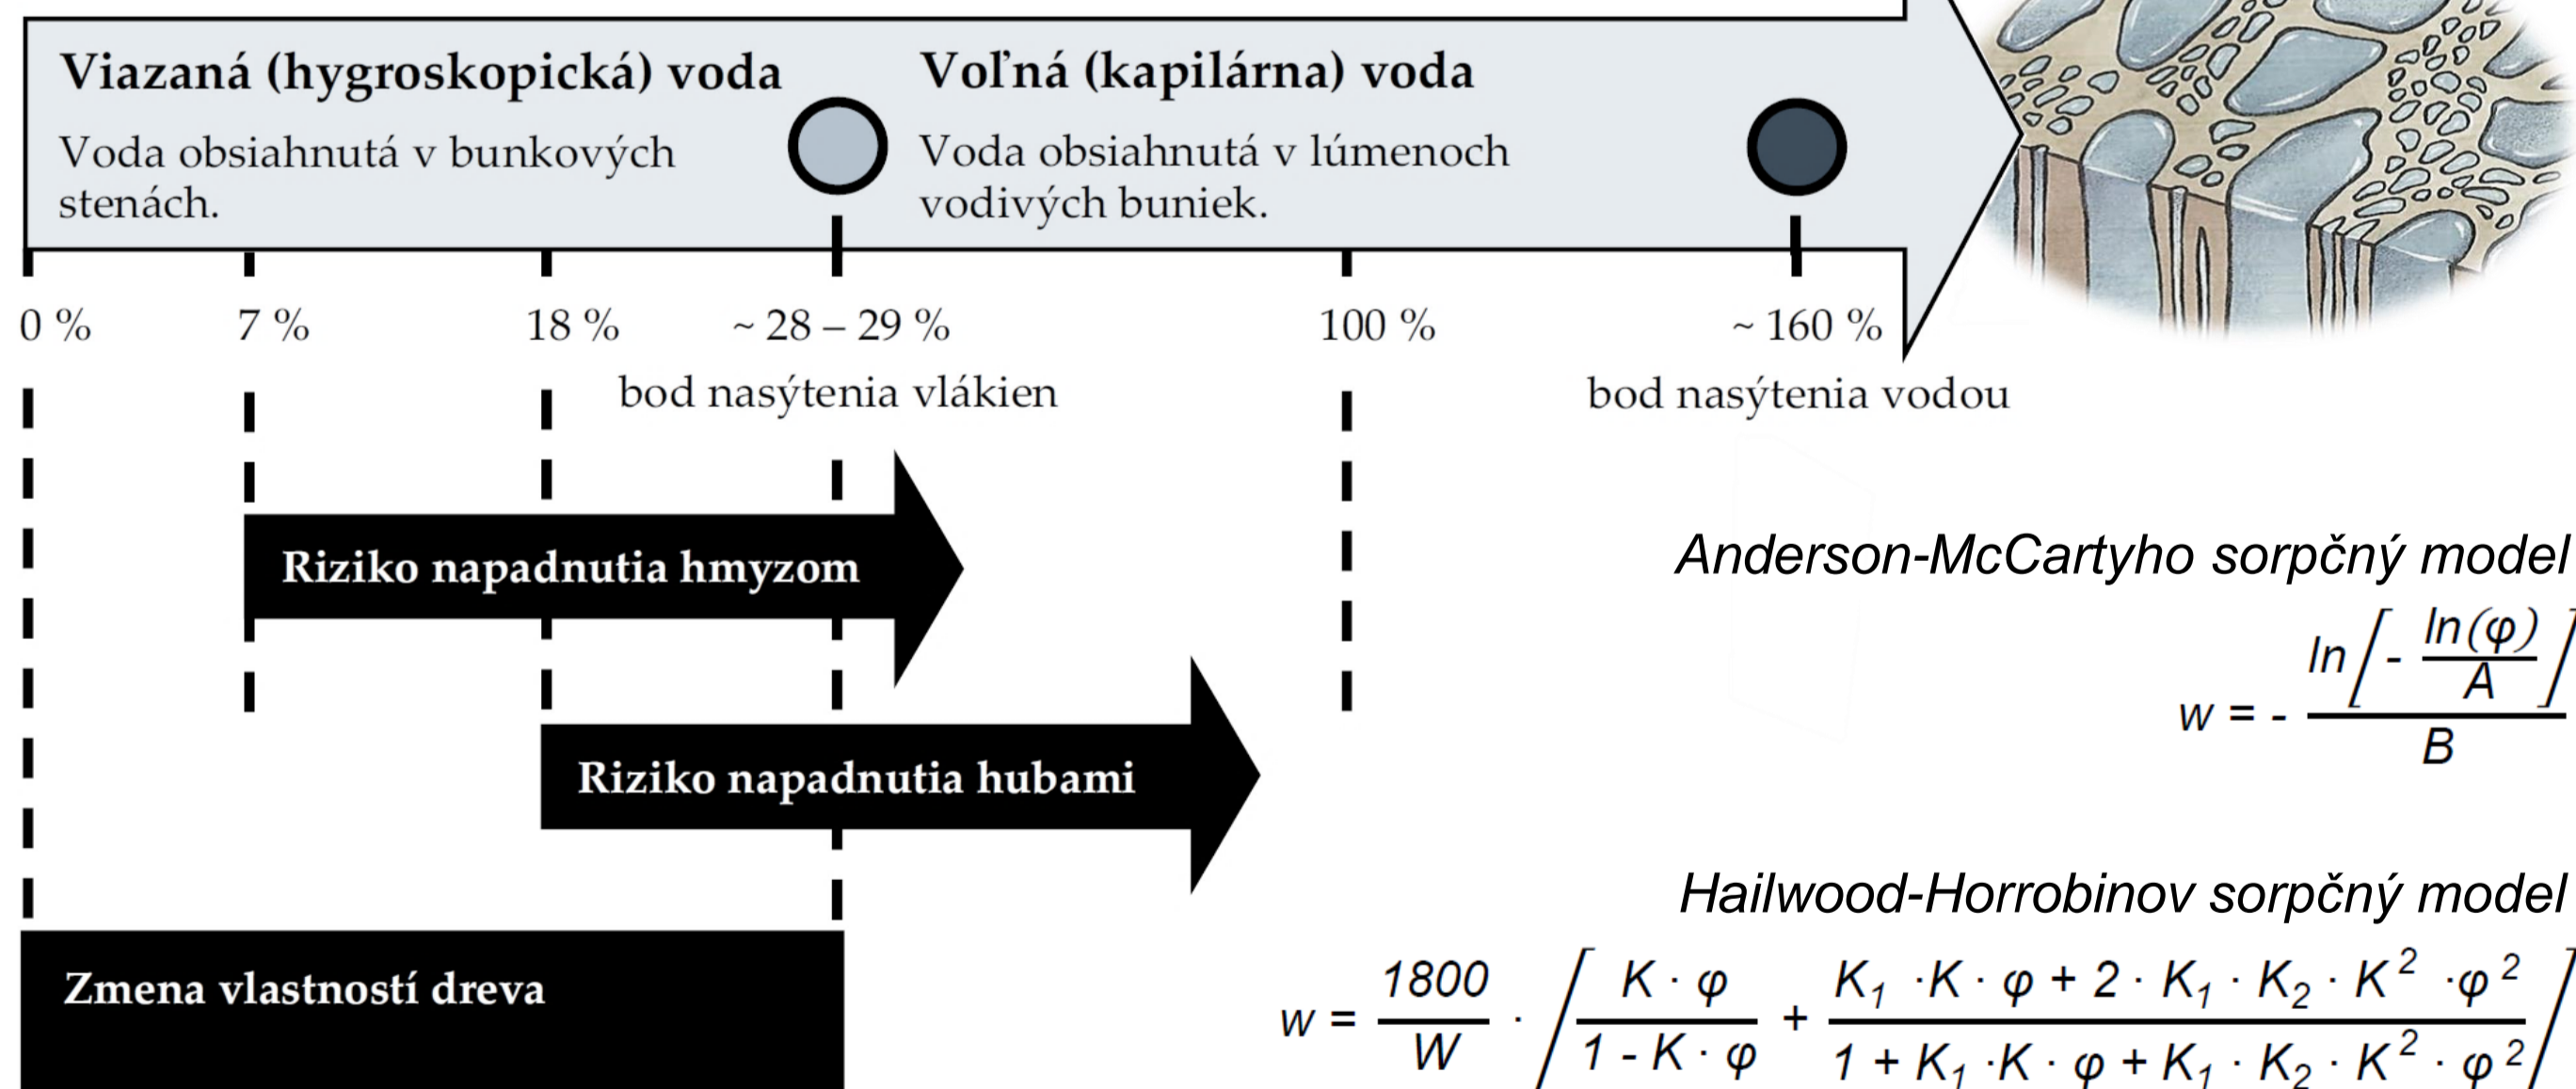 Viazaná (hygroskopická) voda
Voda obsiahnutá v bunkových
stenách.
Voľná (kapilárna) voda
Voda obsiahnutá v lúmenoch
vodivých buniek.
0 %
7 %
18 %
~ 28 – 29 %
100 %
~ 160 %
bod nasýtenia vlákien
bod nasýtenia vodou
Riziko napadnutia hmyzom
Riziko napadnutia hubami
Zmena vlastností dreva
Anderson-McCartyho sorpčný model
w = - ln[- ln(φ) / A] / B
Hailwood-Horrobinov sorpčný model
w = 1800 / W · [K · φ / 1 - K · φ + K₁ ·K · φ + 2 · K₁ · K₂ · K² ·φ² / 1 + K₁ ·K · φ + K₁ · K₂ · K² · φ²]